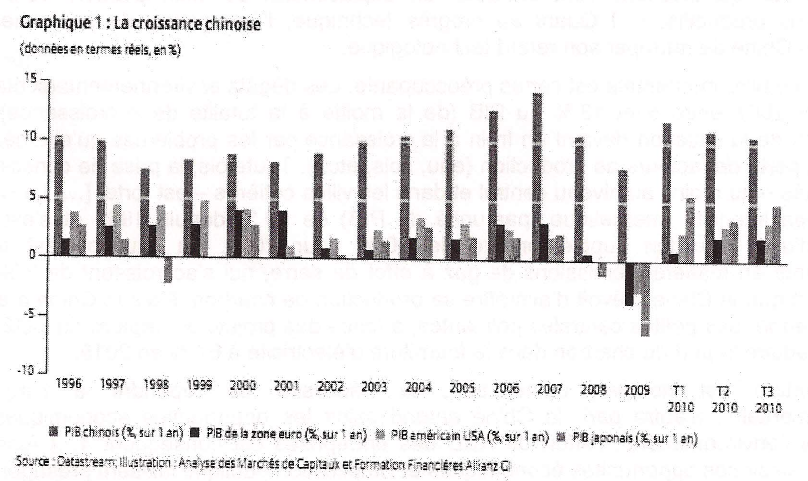 Graphique 1 : La croissance chinoise
(données en termes réels, en %)
15
10
5
0
-5
-10
1996 1997 1998 1999 2000 2001 2002 2003 2004 2005 2006 2007 2008 2009 T1 2010 T2 2010 T3 2010
PIB chinois (%, sur 1 an) PIB de la zone euro (%, sur 1 an) PIB américain USA (%, sur 1 an) PIB japonais (%, sur 1 an)
Source : Datastream; Illustration : Analyse des Marchés de Capitaux et Formation Financières Allianz GI